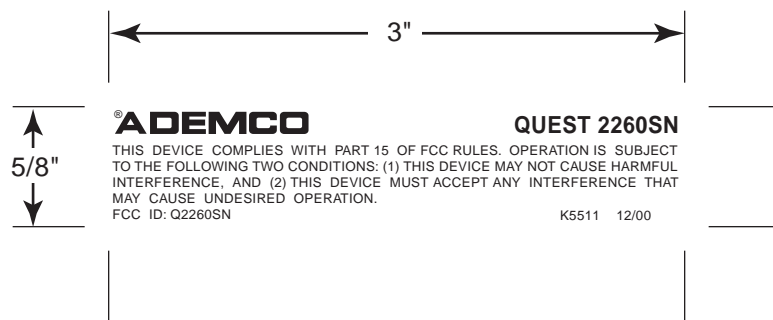 3"
®ADEMCO QUEST 2260SN
5/8"
THIS DEVICE COMPLIES WITH PART 15 OF FCC RULES. OPERATION IS SUBJECT
TO THE FOLLOWING TWO CONDITIONS: (1) THIS DEVICE MAY NOT CAUSE HARMFUL
INTERFERENCE, AND (2) THIS DEVICE MUST ACCEPT ANY INTERFERENCE THAT
MAY CAUSE UNDESIRED OPERATION.
FCC ID: Q2260SN K5511 12/00